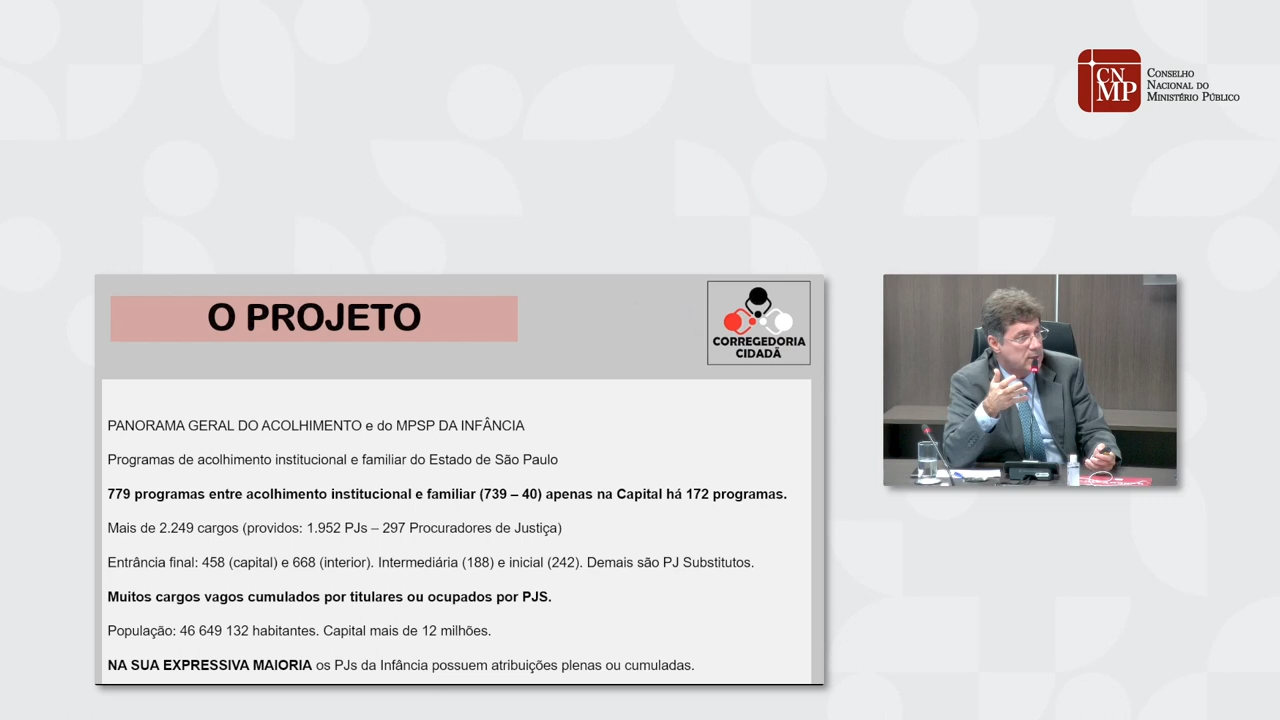 CN
MP
CONSELHO
NACIONAL DO
MINISTÉRIO PÚBLICO
O PROJETO
CORREGEDORIA
CIDADÃ
PANORAMA GERAL DO ACOLHIMENTO e do MPSP DA INFÂNCIA
Programas de acolhimento institucional e familiar do Estado de São Paulo
779 programas entre acolhimento institucional e familiar (739 – 40) apenas na Capital há 172 programas.
Mais de 2.249 cargos (providos: 1.952 PJs – 297 Procuradores de Justiça)
Entrância final: 458 (capital) e 668 (interior). Intermediária (188) e inicial (242). Demais são PJ Substitutos.
Muitos cargos vagos cumulados por titulares ou ocupados por PJS.
População: 46 649 132 habitantes. Capital mais de 12 milhões.
NA SUA EXPRESSIVA MAIORIA os PJs da Infância possuem atribuições plenas ou cumuladas.